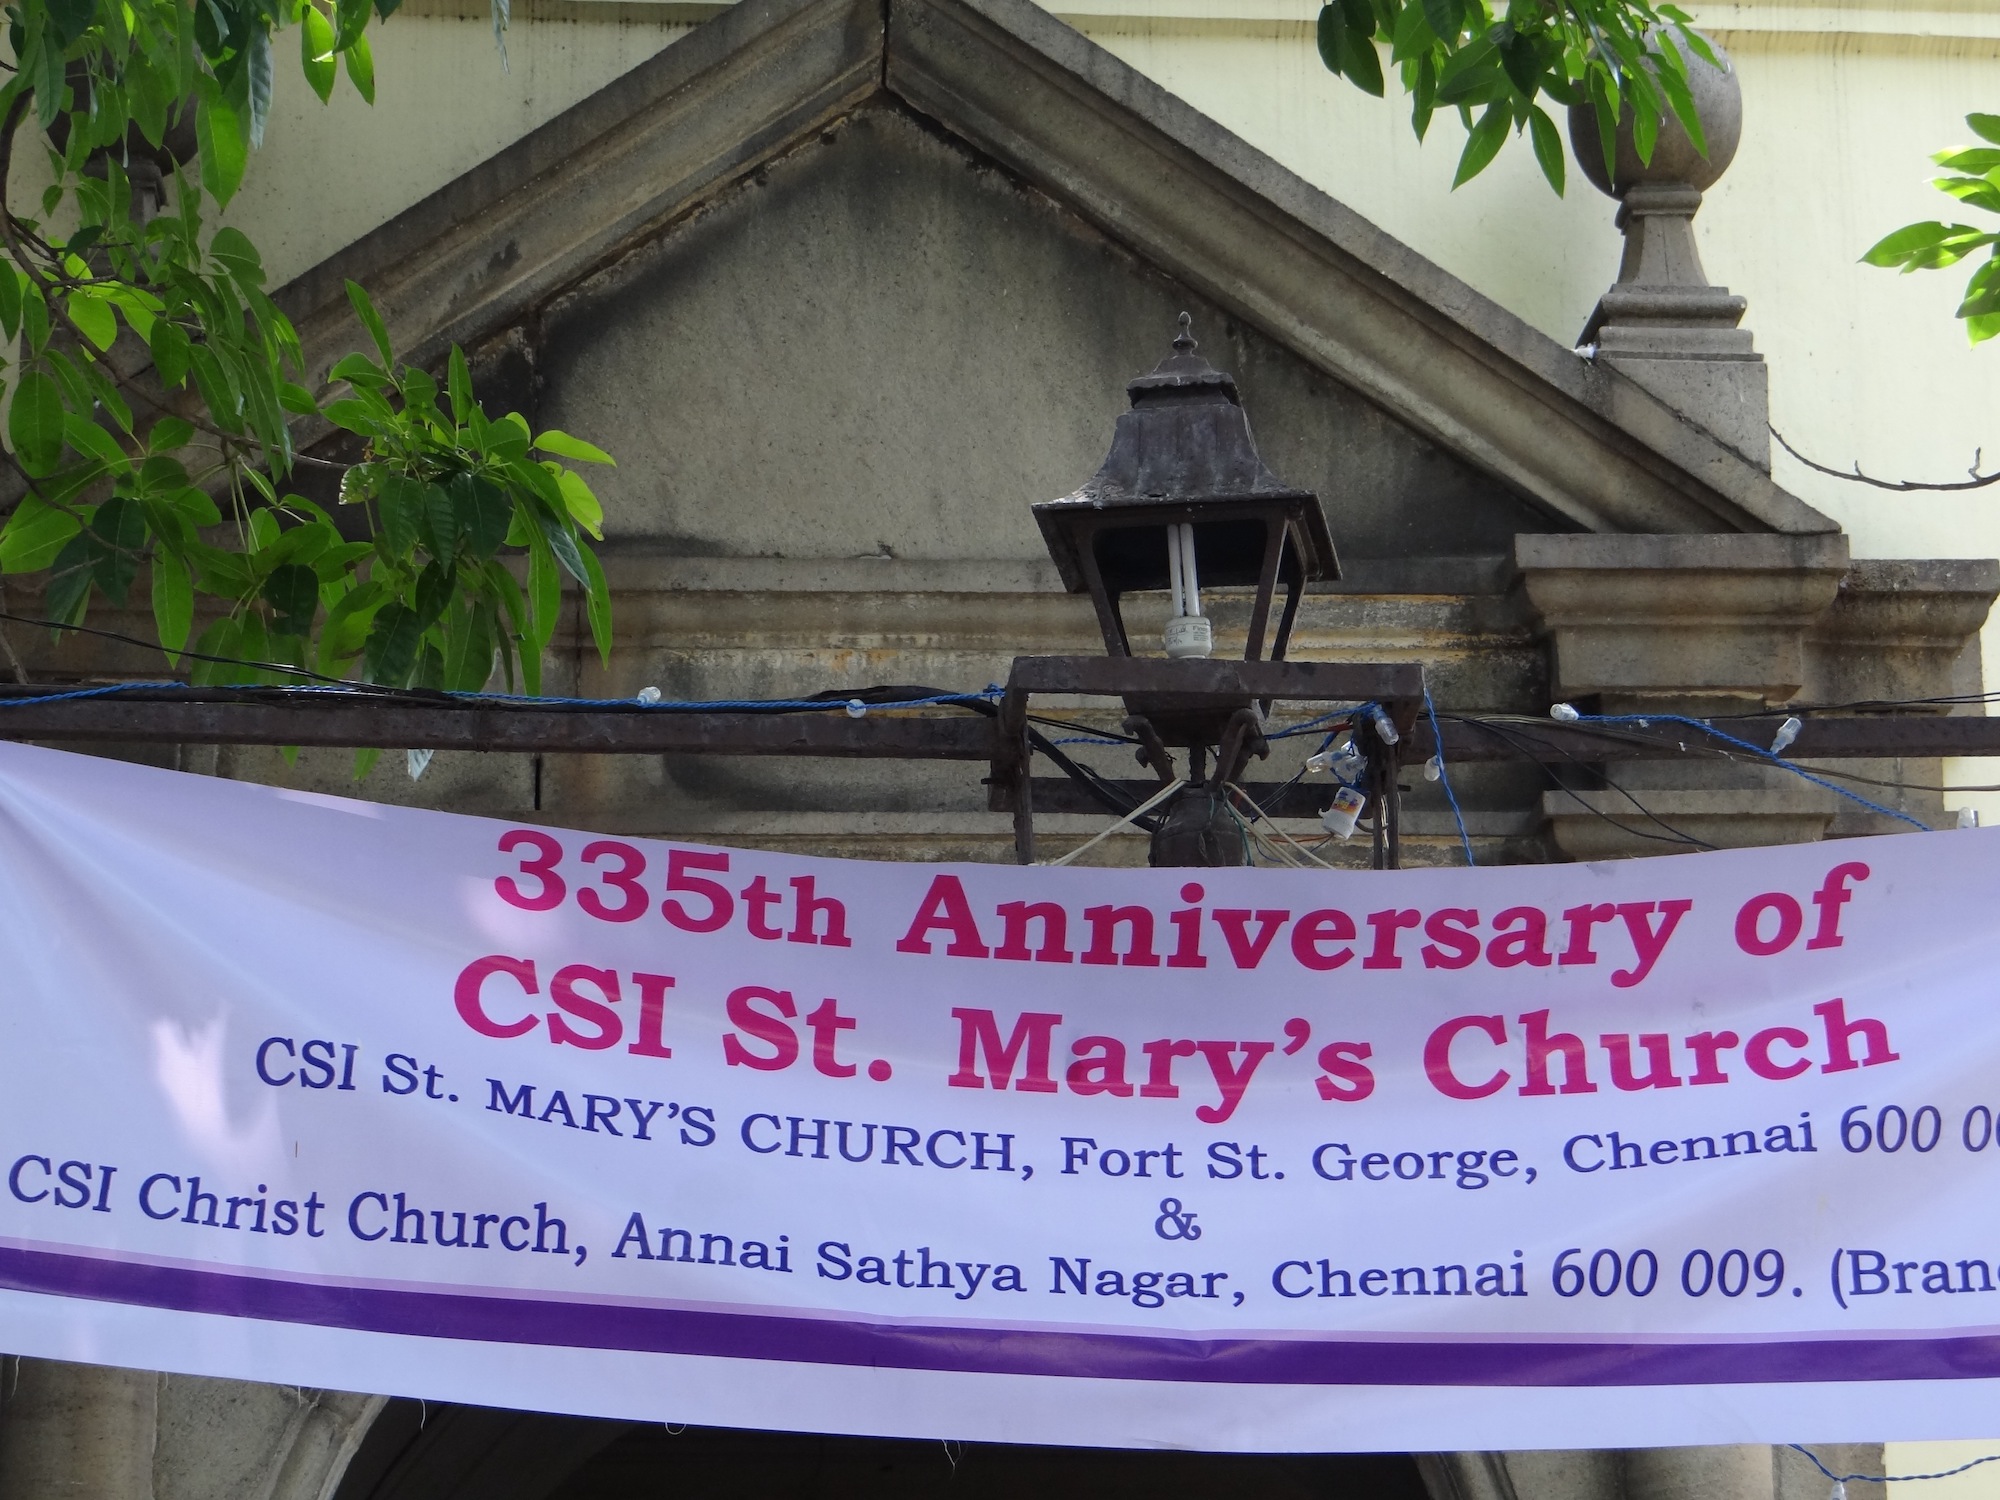 335th Anniversary of
CSI St. Mary's Church
CSI St. MARY'S CHURCH, Fort St. George, Chennai 600
&
CSI Christ Church, Annai Sathya Nagar, Chennai 600 009.